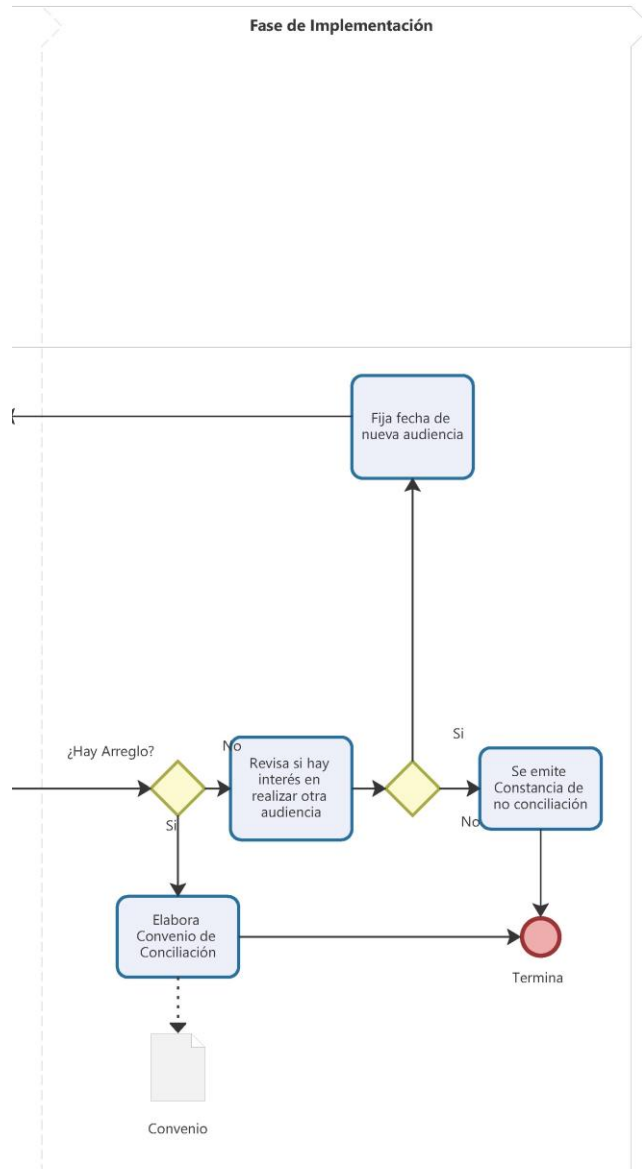 Fase de Implementación
Fija fecha de
nueva audiencia
¿Hay Arreglo?
No
Revisa si hay
interés en
realizar otra
audiencia
Si
Se emite
Constancia de
no conciliación
Si
No
Elabora
Convenio de
Conciliación
Termina
Convenio